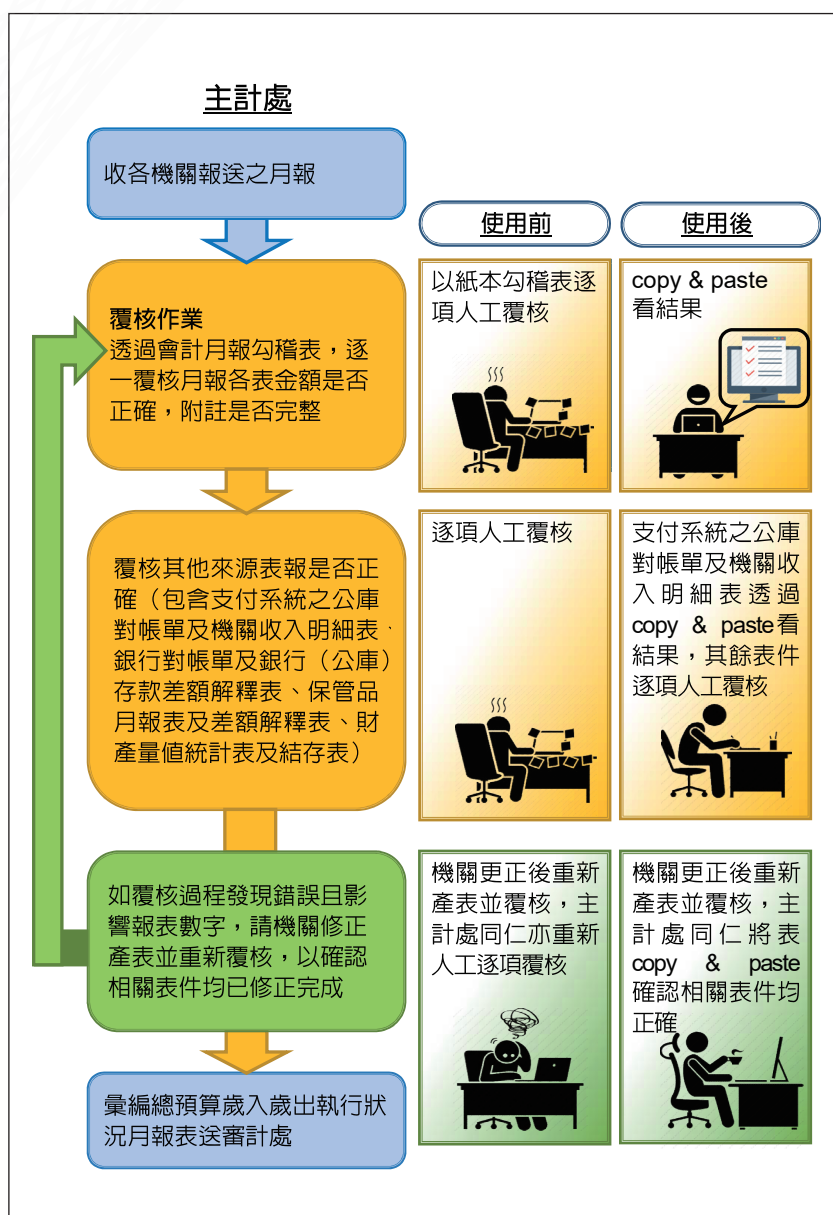 主計處
收各機關報送之月報
使用前
使用後
覆核作業
透過會計月報勾稽表，逐
一覆核月報各表金額是否
正確，附註是否完整
以紙本勾稽表逐
項人工覆核
copy & paste
看結果
覆核其他來源表報是否正
確（包含支付系統之公庫
對帳單及機關收入明細表、
銀行對帳單及銀行（公庫）
存款差額解釋表、保管品
月報表及差額解釋表、財
產量值統計表及結存表）
逐項人工覆核
支付系統之公庫
對帳單及機關收
入明細表透過
copy & paste看
結果，其餘表件
逐項人工覆核
如覆核過程發現錯誤且影
響報表數字，請機關修正
產表並重新覆核，以確認
相關表件均已修正完成
機關更正後重新
產表並覆核，主
計處同仁亦重新
人工逐項覆核
機關更正後重新
產表並覆核，主
計處同仁將表
copy & paste
確認相關表件均
正確
彙編總預算歲入歲出執行狀
況月報表送審計處